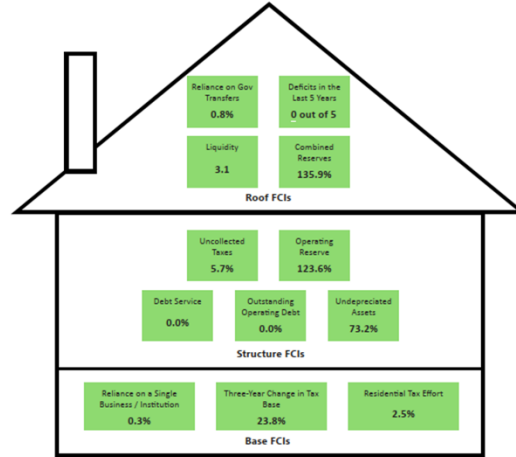 Reliance on Gov
Transfers
0.8%
Deficits in the
Last 5 Years
0 out of 5
Liquidity
3.1
Combined
Reserves
135.9%
Roof FCIs
Uncollected
Taxes
5.7%
Operating
Reserve
123.6%
Debt Service
0.0%
Outstanding
Operating Debt
0.0%
Undepreciated
Assets
73.2%
Structure FCIs
Reliance on a Single
Business / Institution
0.3%
Three-Year Change in Tax
Base
23.8%
Residential Tax Effort
2.5%
Base FCIs